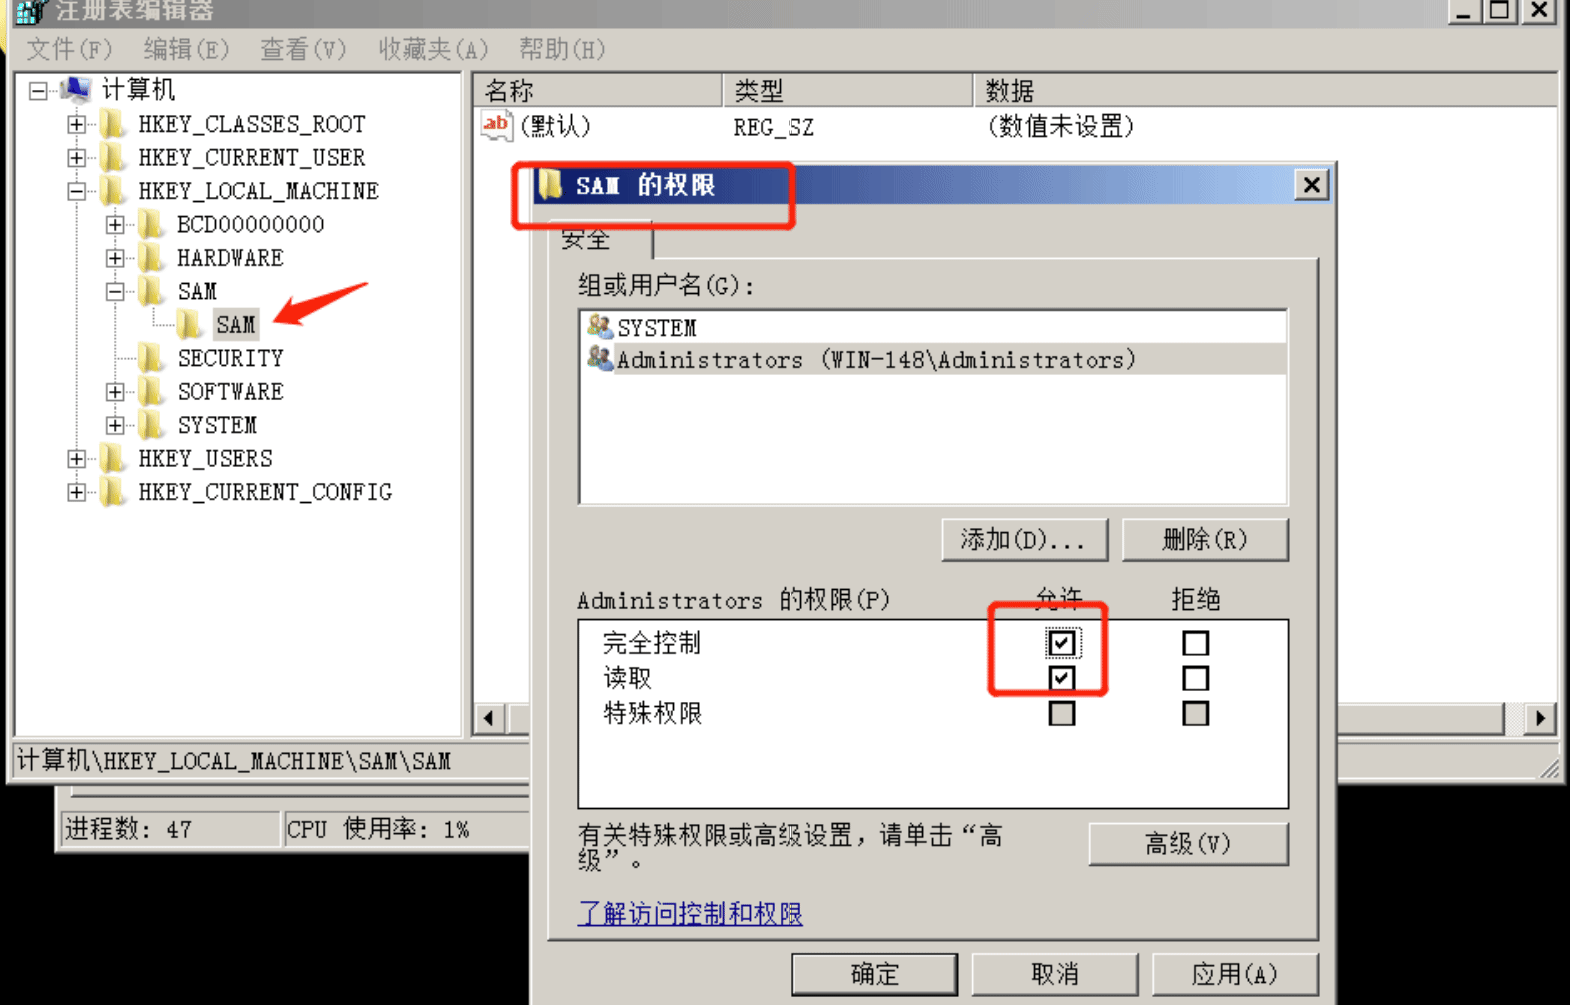 注册表编辑器
文件(F) 编辑(E) 查看(V) 收藏夹(A) 帮助(H)
计算机
HKEY_CLASSES_ROOT
HKEY_CURRENT_USER
HKEY_LOCAL_MACHINE
BCD00000000
HARDWARE
SAM
SAM
SECURITY
SOFTWARE
SYSTEM
HKEY_USERS
HKEY_CURRENT_CONFIG
名称 类型 数据
ab (默认) REG_SZ (数值未设置)
SAM 的权限
安全
组或用户名(G):
SYSTEM
Administrators (WIN-148\Administrators)
添加(D)... 删除(R)
Administrators 的权限(P) 允许 拒绝
完全控制
读取
特殊权限
有关特殊权限或高级设置，请单击“高
级”。
高级(V)
了解访问控制和权限
确定 取消 应用(A)
计算机\HKEY_LOCAL_MACHINE\SAM\SAM
进程数: 47 CPU 使用率: 1%